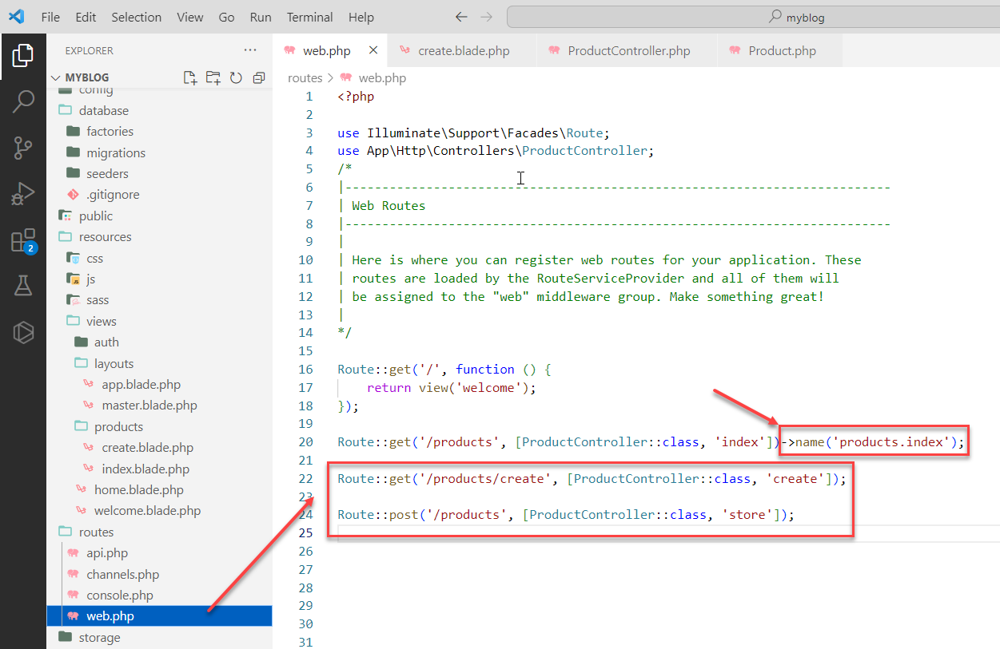 File Edit Selection View Go Run Terminal Help
myblog
EXPLORER
MYBLOG
config
database
factories
migrations
seeders
.gitignore
public
resources
css
js
sass
views
auth
layouts
app.blade.php
master.blade.php
products
create.blade.php
index.blade.php
home.blade.php
welcome.blade.php
routes
api.php
channels.php
console.php
web.php
storage
2
web.php create.blade.php ProductController.php Product.php
routes > web.php
1 <?php
2
3 use Illuminate\Support\Facades\Route;
4 use App\Http\Controllers\ProductController;
5 /*
6 |--------------------------------------------------------------------------
7 | Web Routes
8 |--------------------------------------------------------------------------
9 |
10 | Here is where you can register web routes for your application. These
11 | routes are loaded by the RouteServiceProvider and all of them will
12 | be assigned to the "web" middleware group. Make something great!
13 |
14 */
15
16 Route::get('/', function () {
17 return view('welcome');
18 });
19
20 Route::get('/products', [ProductController::class, 'index'])->name('products.index');
21
22 Route::get('/products/create', [ProductController::class, 'create']);
23
24 Route::post('/products', [ProductController::class, 'store']);
25
26
27
28
29
30
31